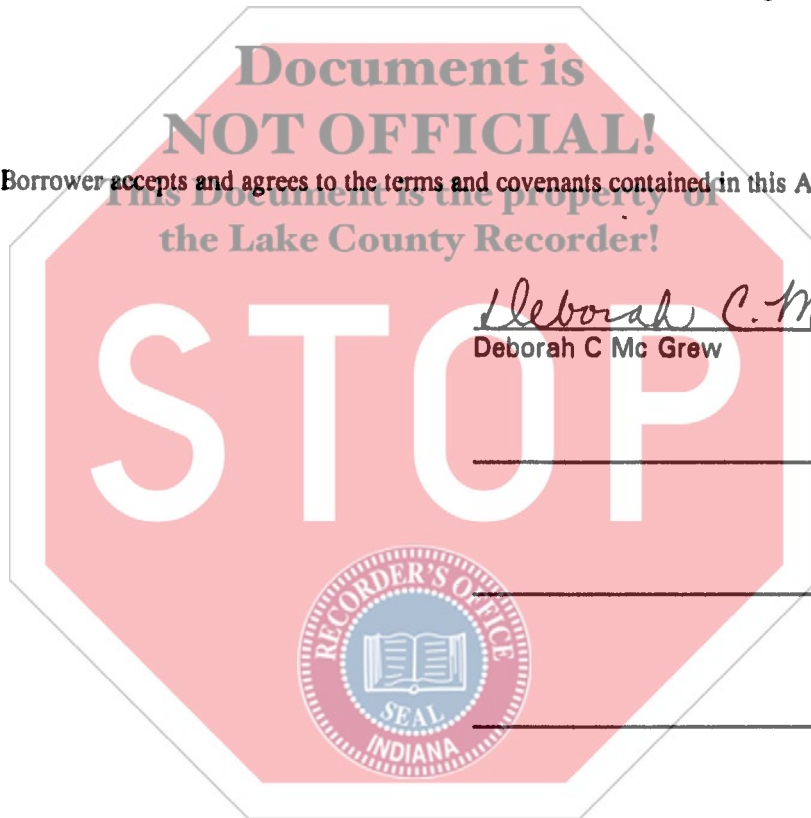 Document is
NOT OFFICIAL!
Borrower accepts and agrees to the terms and covenants contained in this A
This Document is the property of
the Lake County Recorder!
Deborah C. M
Deborah C Mc Grew
STOP
RECORDER'S OFFICE
SEAL
INDIANA